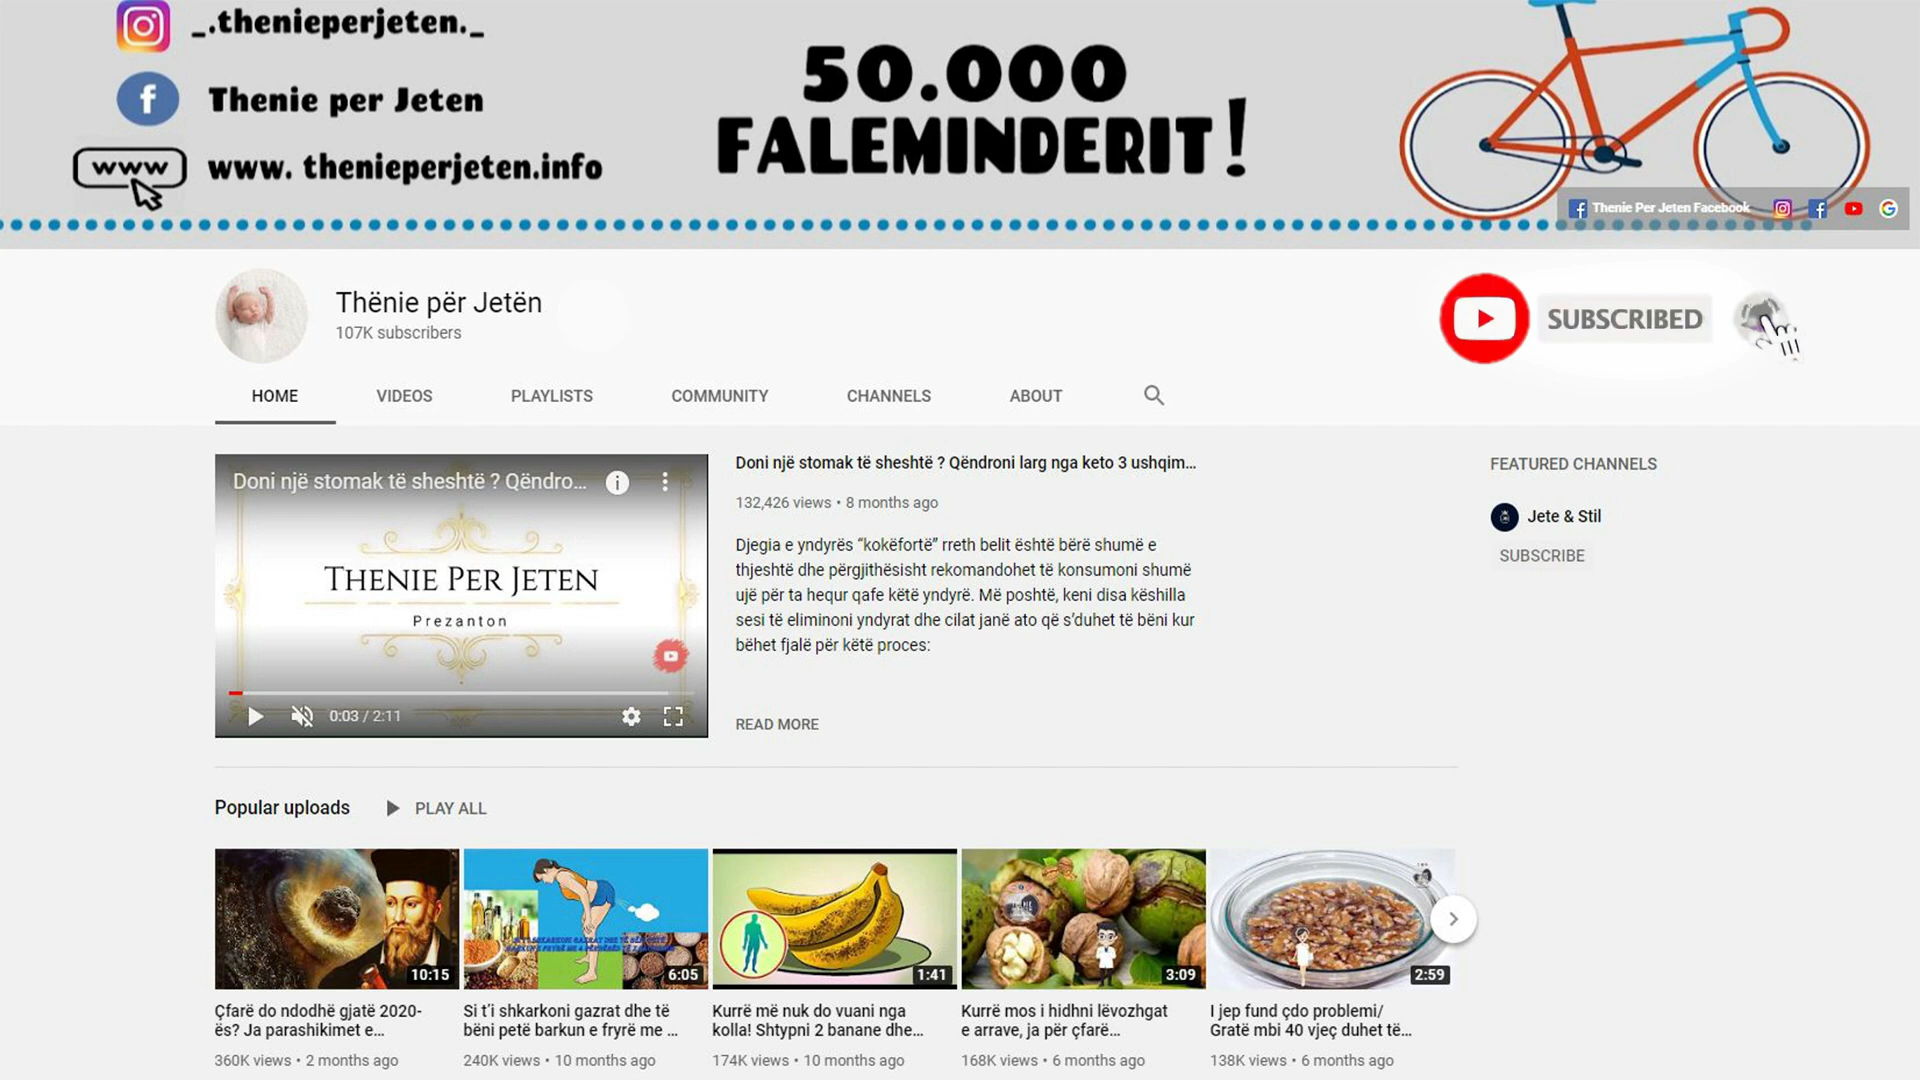 _.thenieperjeten._
Thenie per Jeten
www
www. thenieperjeten.info
50.000
FALEMINDERIT!
Thenie Per Jeten Facebook
Thënie për Jetën
107K subscribers
SUBSCRIBED
HOME
VIDEOS
PLAYLISTS
COMMUNITY
CHANNELS
ABOUT
Doni një stomak të sheshtë ? Qëndro...
THENIE PER JETEN
Prezanton
0:03 / 2:11
Doni një stomak të sheshtë ? Qëndroni larg nga keto 3 ushqim...
132,426 views • 8 months ago
Djegia e yndyrës “kokëfortë” rreth belit është bërë shumë e
thjeshtë dhe përgjithësisht rekomandohet të konsumoni shumë
ujë për ta hequr qafe këtë yndyrë. Më poshtë, keni disa këshilla
sesi të eliminoni yndyrat dhe cilat janë ato që s’duhet të bëni kur
bëhet fjalë për këtë proces:
READ MORE
FEATURED CHANNELS
Jete & Stil
SUBSCRIBE
Popular uploads
PLAY ALL
10:15
6:05
1:41
3:09
2:59
Çfarë do ndodhë gjatë 2020-
ës? Ja parashikimet e...
360K views • 2 months ago
Si t’i shkarkoni gazrat dhe të
bëni petë barkun e fryrë me ...
240K views • 10 months ago
Kurrë më nuk do vuani nga
kolla! Shtypni 2 banane dhe...
174K views • 10 months ago
Kurrë mos i hidhni lëvozhgat
e arrave, ja për çfarë...
168K views • 6 months ago
I jep fund çdo problemi/
Gratë mbi 40 vjeç duhet të...
138K views • 6 months ago